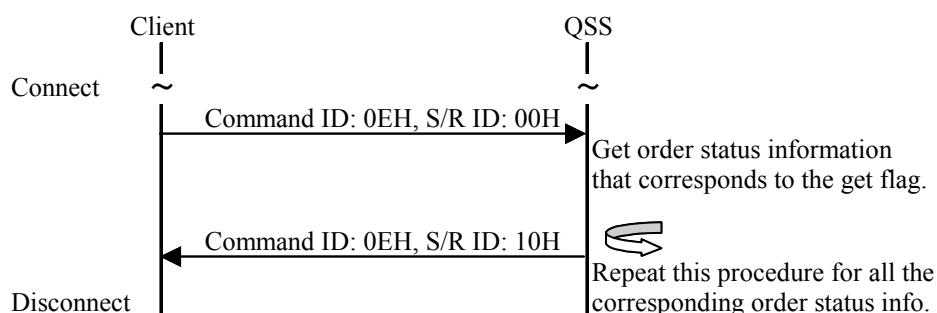 Client QSS
Connect ~ ~
Command ID: 0EH, S/R ID: 00H
Get order status information
that corresponds to the get flag.
Command ID: 0EH, S/R ID: 10H
Repeat this procedure for all the
Disconnect corresponding order status info.